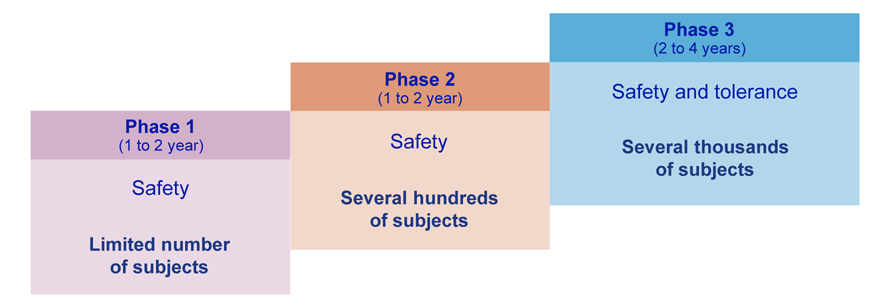 Phase 1
(1 to 2 year)
Safety
Limited number
of subjects
Phase 2
(1 to 2 year)
Safety
Several hundreds
of subjects
Phase 3
(2 to 4 years)
Safety and tolerance
Several thousands
of subjects